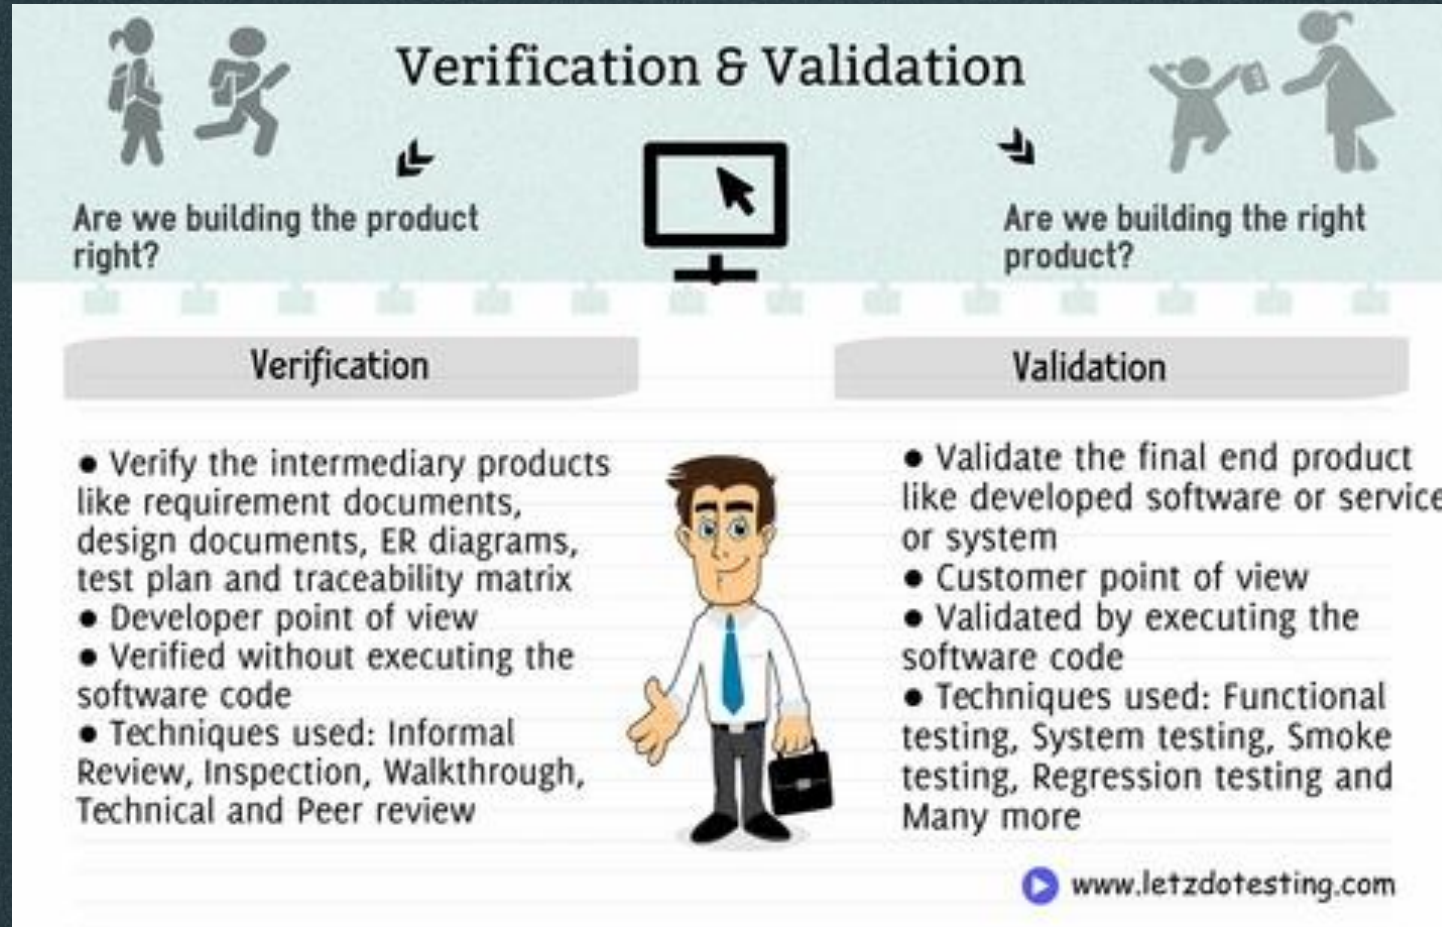 Verification & Validation
Are we building the product
right?
Are we building the right
product?
Verification
● Verify the intermediary products
like requirement documents,
design documents, ER diagrams,
test plan and traceability matrix
● Developer point of view
● Verified without executing the
software code
● Techniques used: Informal
Review, Inspection, Walkthrough,
Technical and Peer review
Validation
● Validate the final end product
like developed software or service
or system
● Customer point of view
● Validated by executing the
software code
● Techniques used: Functional
testing, System testing, Smoke
testing, Regression testing and
Many more
www.letzdotesting.com